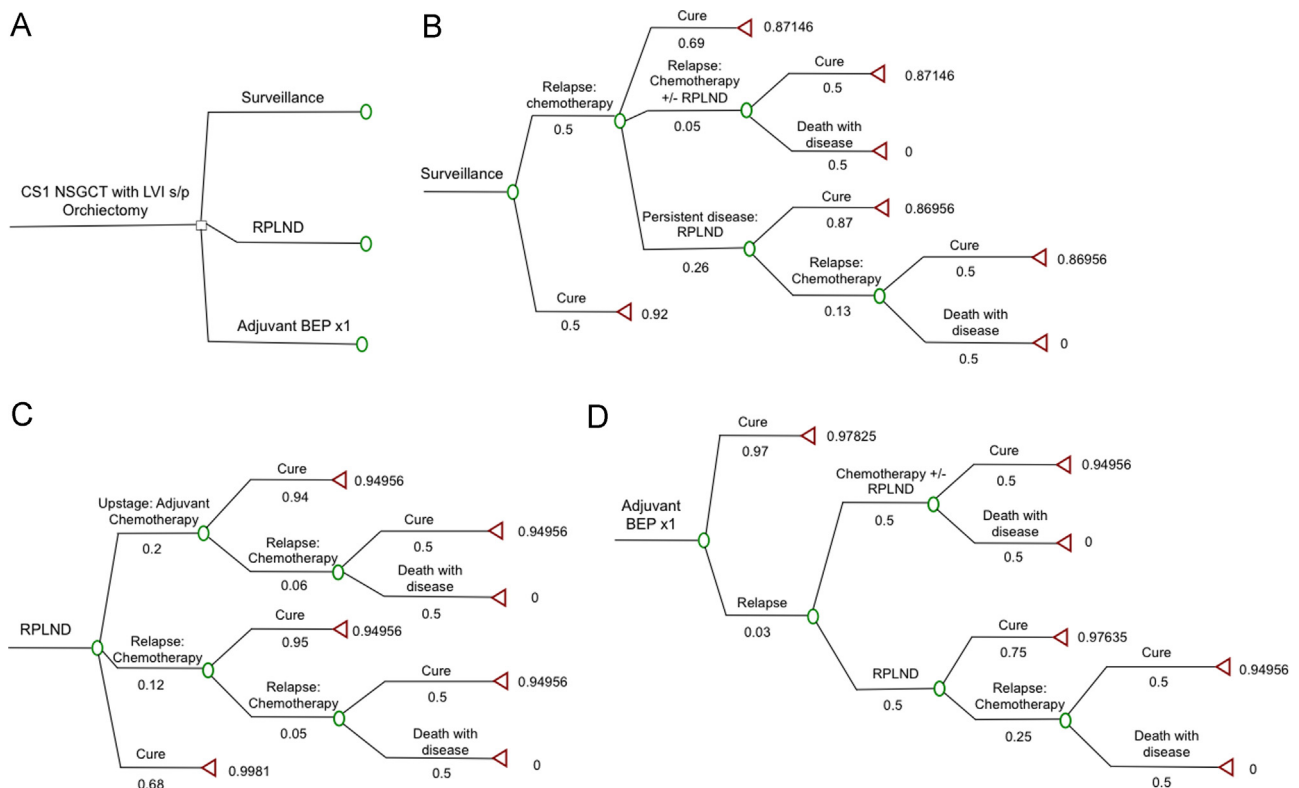 A
Surveillance
CS1 NSGCT with LVI s/p
Orchiectomy
RPLND
Adjuvant BEP x1
B
Cure
0.87146
0.69
Relapse:
Chemotherapy
+/- RPLND
Cure
0.87146
0.5
Relapse:
chemotherapy
0.5
0.05
Death with
disease
0
0.5
Surveillance
Cure
0.86956
0.87
Persistent disease:
RPLND
0.26
Cure
0.86956
0.5
Relapse:
Chemotherapy
0.13
Death with
disease
0
0.5
Cure
0.92
0.5
C
Cure
0.94956
0.94
Upstage: Adjuvant
Chemotherapy
0.2
Cure
0.94956
0.5
Relapse:
Chemotherapy
0.06
Death with
disease
0
0.5
RPLND
Cure
0.94956
0.95
Relapse:
Chemotherapy
0.12
Cure
0.94956
0.5
Relapse:
Chemotherapy
0.05
Death with
disease
0
0.5
Cure
0.9981
0.68
D
Cure
0.97825
0.97
Adjuvant
BEP x1
Chemotherapy +/-
RPLND
0.5
Cure
0.94956
0.5
Death with
disease
0
0.5
Relapse
0.03
Cure
0.97635
0.75
RPLND
0.5
Relapse:
Chemotherapy
0.25
Cure
0.94956
0.5
Death with
disease
0
0.5